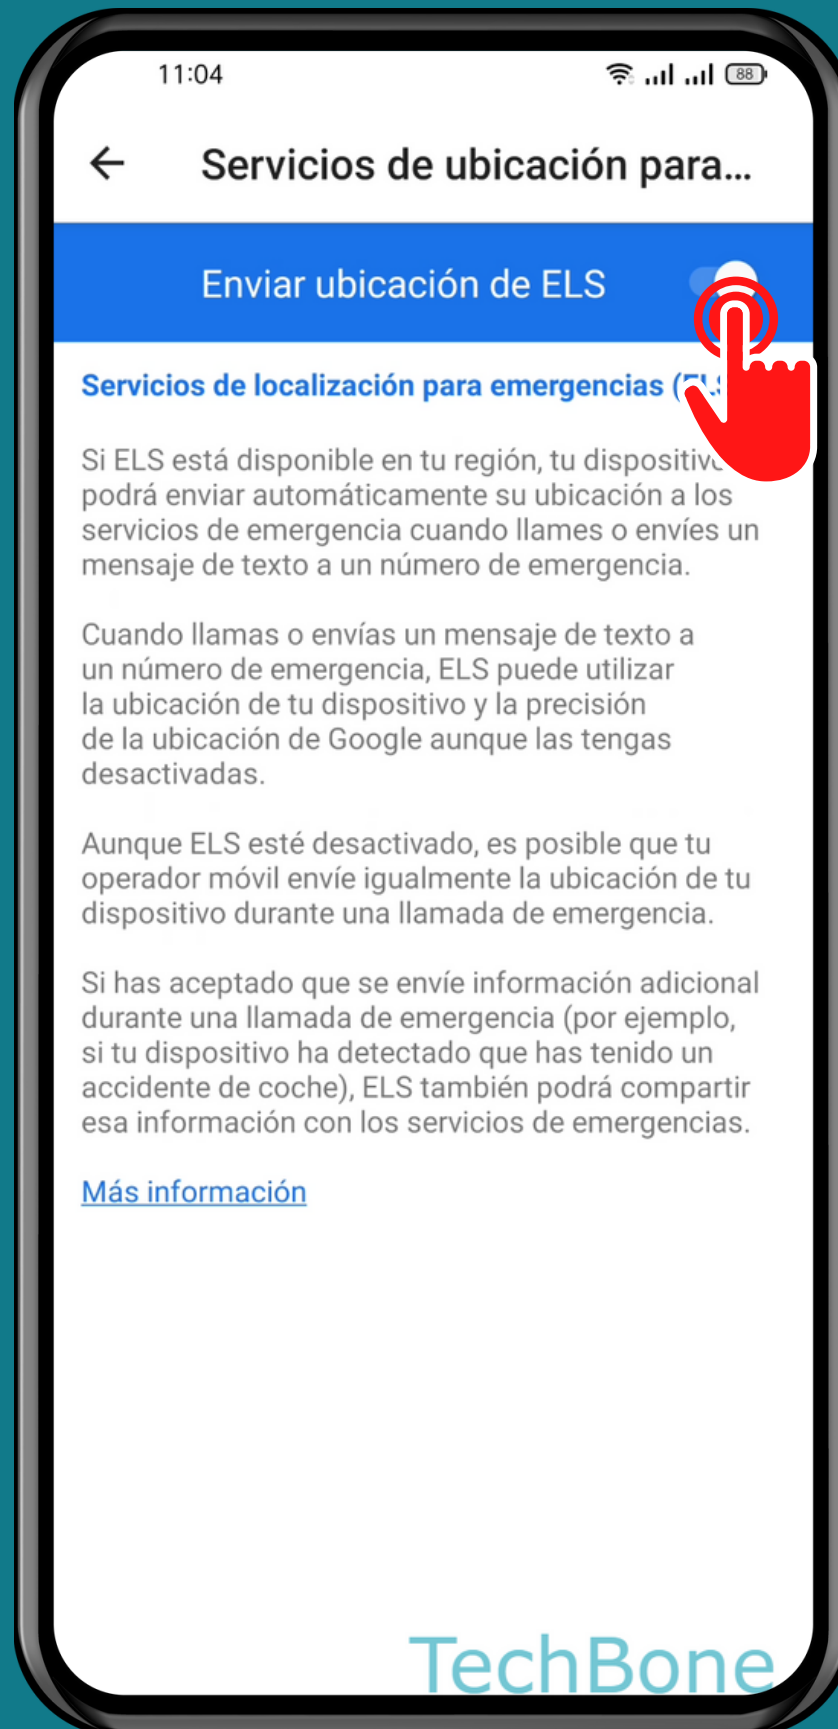 11:04
88
Servicios de ubicación para...
Enviar ubicación de ELS
Servicios de localización para emergencias
Si ELS está disponible en tu región, tu dispositivo
podrá enviar automáticamente su ubicación a los
servicios de emergencia cuando llames o envíes un
mensaje de texto a un número de emergencia.
Cuando llamas o envías un mensaje de texto a
un número de emergencia, ELS puede utilizar
la ubicación de tu dispositivo y la precisión
de la ubicación de Google aunque las tengas
desactivadas.
Aunque ELS esté desactivado, es posible que tu
operador móvil envíe igualmente la ubicación de tu
dispositivo durante una llamada de emergencia.
Si has aceptado que se envíe información adicional
durante una llamada de emergencia (por ejemplo,
si tu dispositivo ha detectado que has tenido un
accidente de coche), ELS también podrá compartir
esa información con los servicios de emergencias.
Más información
TechBone